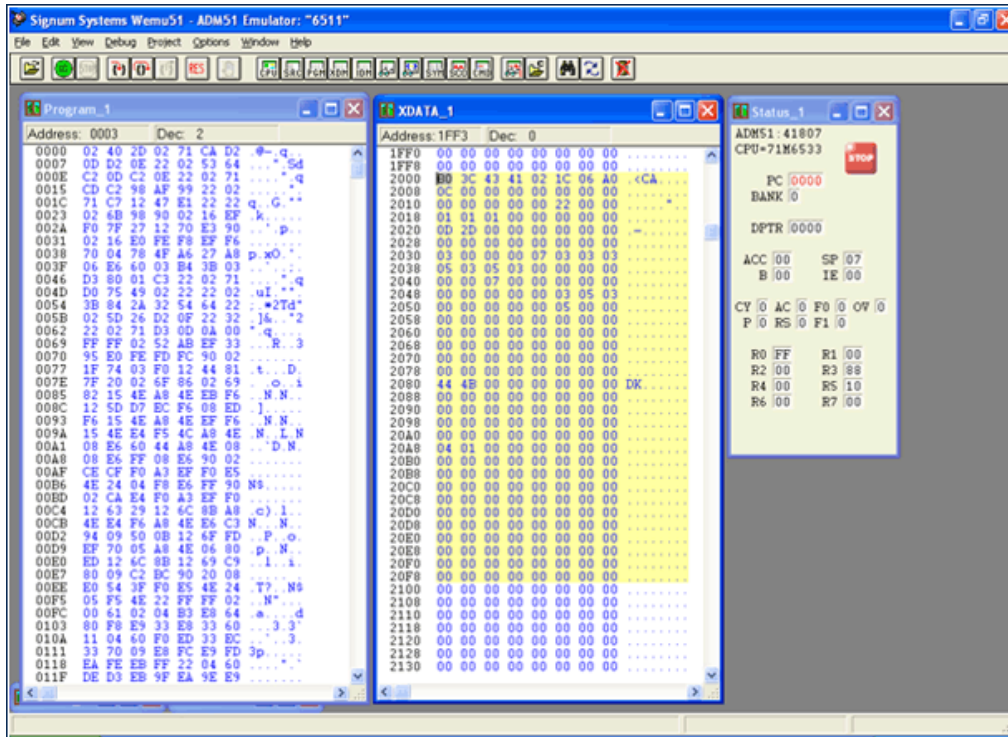 Signum Systems Wemu51 - ADM51 Emulator: "6511"
File Edit View Debug Project Options Window Help
GO STOP RES CPU SRC PGM XDM IDM SYM SCO CMD
Program_1
Address: 0003 Dec: 2
0000 02 40 2D 02 71 CA D2 .@-.q..
0007 0D D2 0E 22 02 53 64 ...".Sd
000E C2 0D C2 0E 22 02 71 ....".q
0015 CD C2 98 AF 99 22 02 .....".
001C 71 C7 12 47 E1 22 22 q..G.""
0023 02 6B 98 90 02 16 EF .k.....
002A F0 7F 27 12 70 E3 90 ..'.p..
0031 02 16 E0 FE F8 EF F6 .......
0038 70 04 78 4F A6 27 A8 p.xO.'.
003F 06 E6 60 03 B4 3B 03 ..`..;.
0046 D3 80 01 C3 22 02 71 ....".q
004D D0 75 49 02 22 22 02 .uI."".
0054 3B 84 2A 32 54 64 22 ;.*2Td"
005B 02 5D 26 D2 0F 22 32 .]&.."2
0062 22 02 71 D3 0D 0A 00 ".q....
0069 FF FF 02 52 AB EF 33 ...R..3
0070 95 E0 FE FD FC 90 02 .......
0077 1F 74 03 F0 12 44 81 .t...D.
007E 7F 20 02 6F 86 02 69 . .o..i
0085 82 15 4E A8 4E EB F6 ..N.N..
008C 12 5D D7 EC F6 08 ED .].....
0093 F6 15 4E A8 4E EF F6 ..N.N..
009A 15 4E E4 F5 4C A8 4E .N..L.N
00A1 08 E6 60 44 A8 4E 08 ..`D.N.
00A8 08 E6 FF 08 E6 90 02 .......
00AF CE CF F0 A3 EF F0 E5 .......
00B6 4E 24 04 F8 E6 FF 90 N$.....
00BD 02 CA E4 F0 A3 EF F0 .......
00C4 12 63 29 12 6C 8B A8 .c).l..
00CB 4E E4 F6 A8 4E E6 C3 N...N..
00D2 94 09 50 0B 12 6F FD ..P..o.
00D9 EF 70 05 A8 4E 06 80 .p..N..
00E0 ED 12 6C 8B 12 69 C9 ..l..i.
00E7 80 09 C2 BC 90 20 08 ..... .
00EE E0 54 3F F0 E5 4E 24 .T?..N$
00F5 05 F5 4E 22 FF FF 02 ..N"...
00FC 00 61 02 04 B3 E8 64 .a....d
0103 80 F8 E9 33 E8 33 60 ...3.3`
010A 11 04 60 F0 ED 33 EC ..`..3.
0111 33 70 09 E8 FC E9 FD 3p.....
0118 EA FE EB FF 22 04 60 ....".`
011F DE D3 EB 9F EA 9E E9 .......
XDATA_1
Address: 1FF3 Dec: 0
1FF0 00 00 00 00 00 00 00 00 ........
1FF8 00 00 00 00 00 00 00 00 ........
2000 B0 3C 43 41 02 1C 06 A0 .<CA....
2008 0C 00 00 00 00 00 00 00 ........
2010 00 00 00 00 00 22 00 00 .....". .
2018 01 01 01 00 00 00 00 00 ........
2020 0D 2D 00 00 00 00 00 00 .-......
2028 00 00 00 00 00 00 00 00 ........
2030 03 00 00 00 07 03 03 03 ........
2038 05 03 05 03 00 00 00 00 ........
2040 00 00 07 00 00 00 00 00 ........
2048 00 00 00 00 00 03 05 03 ........
2050 00 00 00 00 00 05 00 00 ........
2058 00 00 00 00 00 00 00 00 ........
2060 00 00 00 00 00 00 00 00 ........
2068 00 00 00 00 00 00 00 00 ........
2070 00 00 00 00 00 00 00 00 ........
2078 00 00 00 00 00 00 00 00 ........
2080 44 4B 00 00 00 00 00 00 DK......
2088 00 00 00 00 00 00 00 00 ........
2090 00 00 00 00 00 00 00 00 ........
2098 00 00 00 00 00 00 00 00 ........
20A0 00 00 00 00 00 00 00 00 ........
20A8 04 01 00 00 00 00 00 00 ........
20B0 00 00 00 00 00 00 00 00 ........
20B8 00 00 00 00 00 00 00 00 ........
20C0 00 00 00 00 00 00 00 00 ........
20C8 00 00 00 00 00 00 00 00 ........
20D0 00 00 00 00 00 00 00 00 ........
20D8 00 00 00 00 00 00 00 00 ........
20E0 00 00 00 00 00 00 00 00 ........
20E8 00 00 00 00 00 00 00 00 ........
20F0 00 00 00 00 00 00 00 00 ........
20F8 00 00 00 00 00 00 00 00 ........
2100 00 00 00 00 00 00 00 00 ........
2108 00 00 00 00 00 00 00 00 ........
2110 00 00 00 00 00 00 00 00 ........
2118 00 00 00 00 00 00 00 00 ........
2120 00 00 00 00 00 00 00 00 ........
2128 00 00 00 00 00 00 00 00 ........
2130 00 00 00 00 00 00 00 00 ........
Status_1
ADM51:41807
CPU=71M6533
STOP
PC 0000
BANK 0
DPTR 0000
ACC 00 SP 07
B 00 IE 00
CY 0 AC 0 F0 0 OV 0
P 0 RS 0 F1 0
R0 FF R1 00
R2 00 R3 88
R4 00 R5 10
R6 00 R7 00